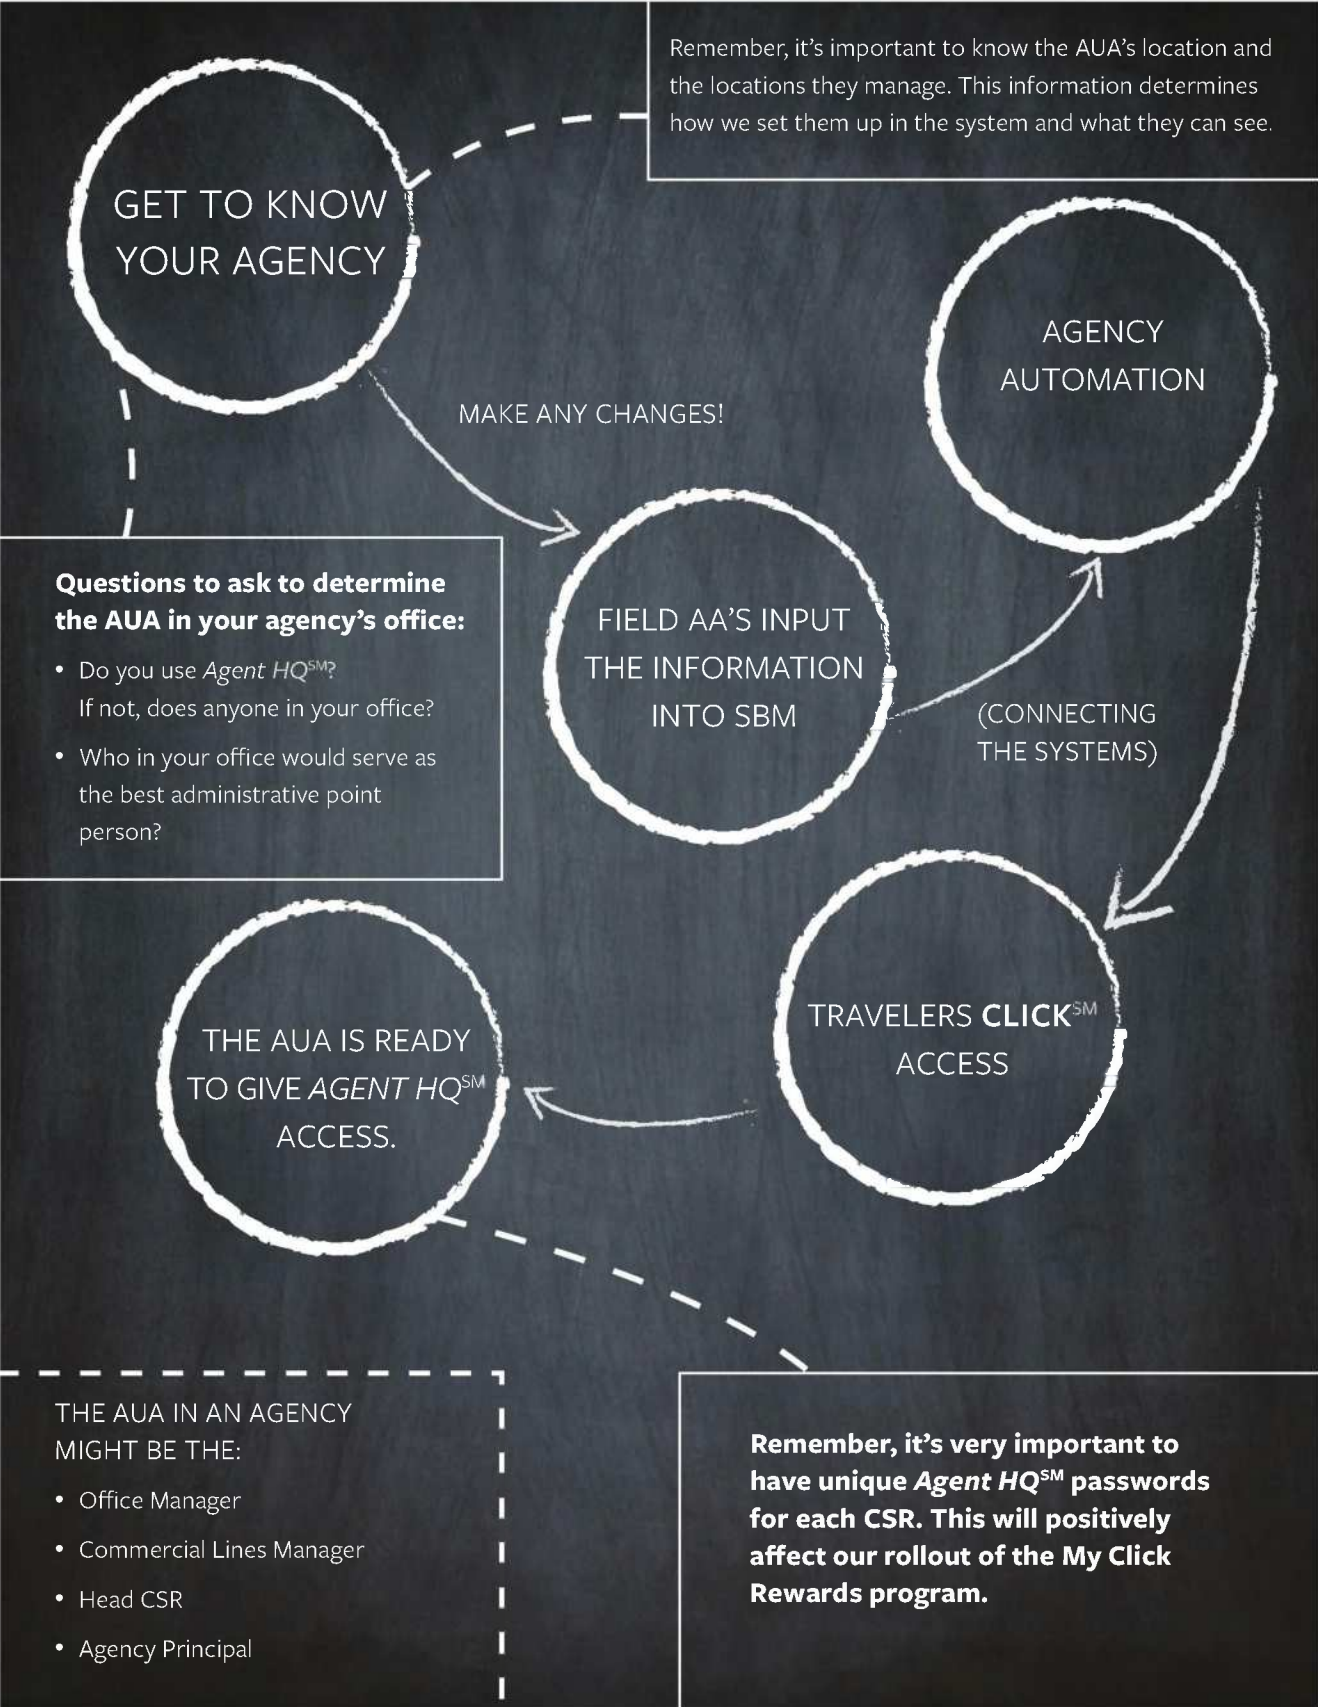 Remember, it’s important to know the AUA’s location and
the locations they manage. This information determines
how we set them up in the system and what they can see.
GET TO KNOW
YOUR AGENCY
AGENCY
AUTOMATION
MAKE ANY CHANGES!
Questions to ask to determine
the AUA in your agency’s office:
• Do you use Agent HQ℠?
If not, does anyone in your office?
• Who in your office would serve as
the best administrative point
person?
FIELD AA’S INPUT
THE INFORMATION
INTO SBM
(CONNECTING
THE SYSTEMS)
TRAVELERS CLICK℠
ACCESS
THE AUA IS READY
TO GIVE AGENT HQ℠
ACCESS.
THE AUA IN AN AGENCY
MIGHT BE THE:
• Office Manager
• Commercial Lines Manager
• Head CSR
• Agency Principal
Remember, it’s very important to
have unique Agent HQ℠ passwords
for each CSR. This will positively
affect our rollout of the My Click
Rewards program.